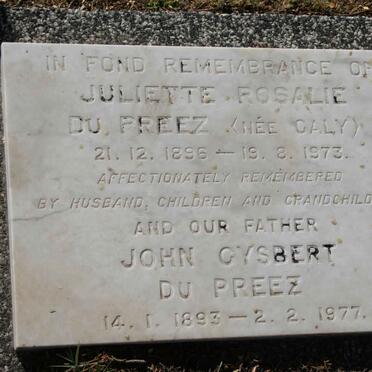 IN FOND REMEMBRANCE OF
JULIETTE ROSALIE
DU PREEZ (NÉE DALY)
21. 12. 1896 — 19. 8. 1973.
AFFECTIONATELY REMEMBERED
BY HUSBAND, CHILDREN AND GRANDCHILD
AND OUR FATHER
JOHN GYSBERT
DU PREEZ
14. 1. 1893 — 2. 2. 1977.